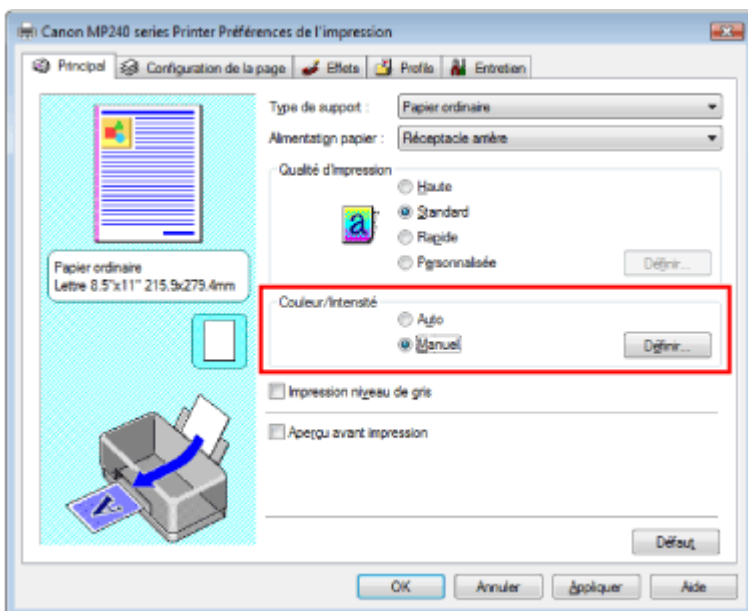 Canon MP240 series Printer Préférences de l'impression
Principal Configuration de la page Effets Profils Entretien
Type de support : Papier ordinaire
Alimentation papier : Réceptacle arrière
Qualité d'impression
Haute
a Standard
Rapide
Personnalisée Définir...
Papier ordinaire
Lettre 8.5"x11" 215.9x279.4mm
Couleur/Intensité
Auto
Manuel Définir...
Impression niveau de gris
Aperçu avant impression
A
Défaut
OK Annuler Appliquer Aide